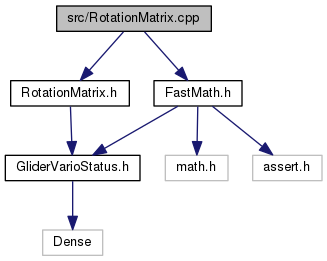 src/RotationMatrix.cpp
RotationMatrix.h
FastMath.h
GliderVarioStatus.h
math.h
assert.h
Dense